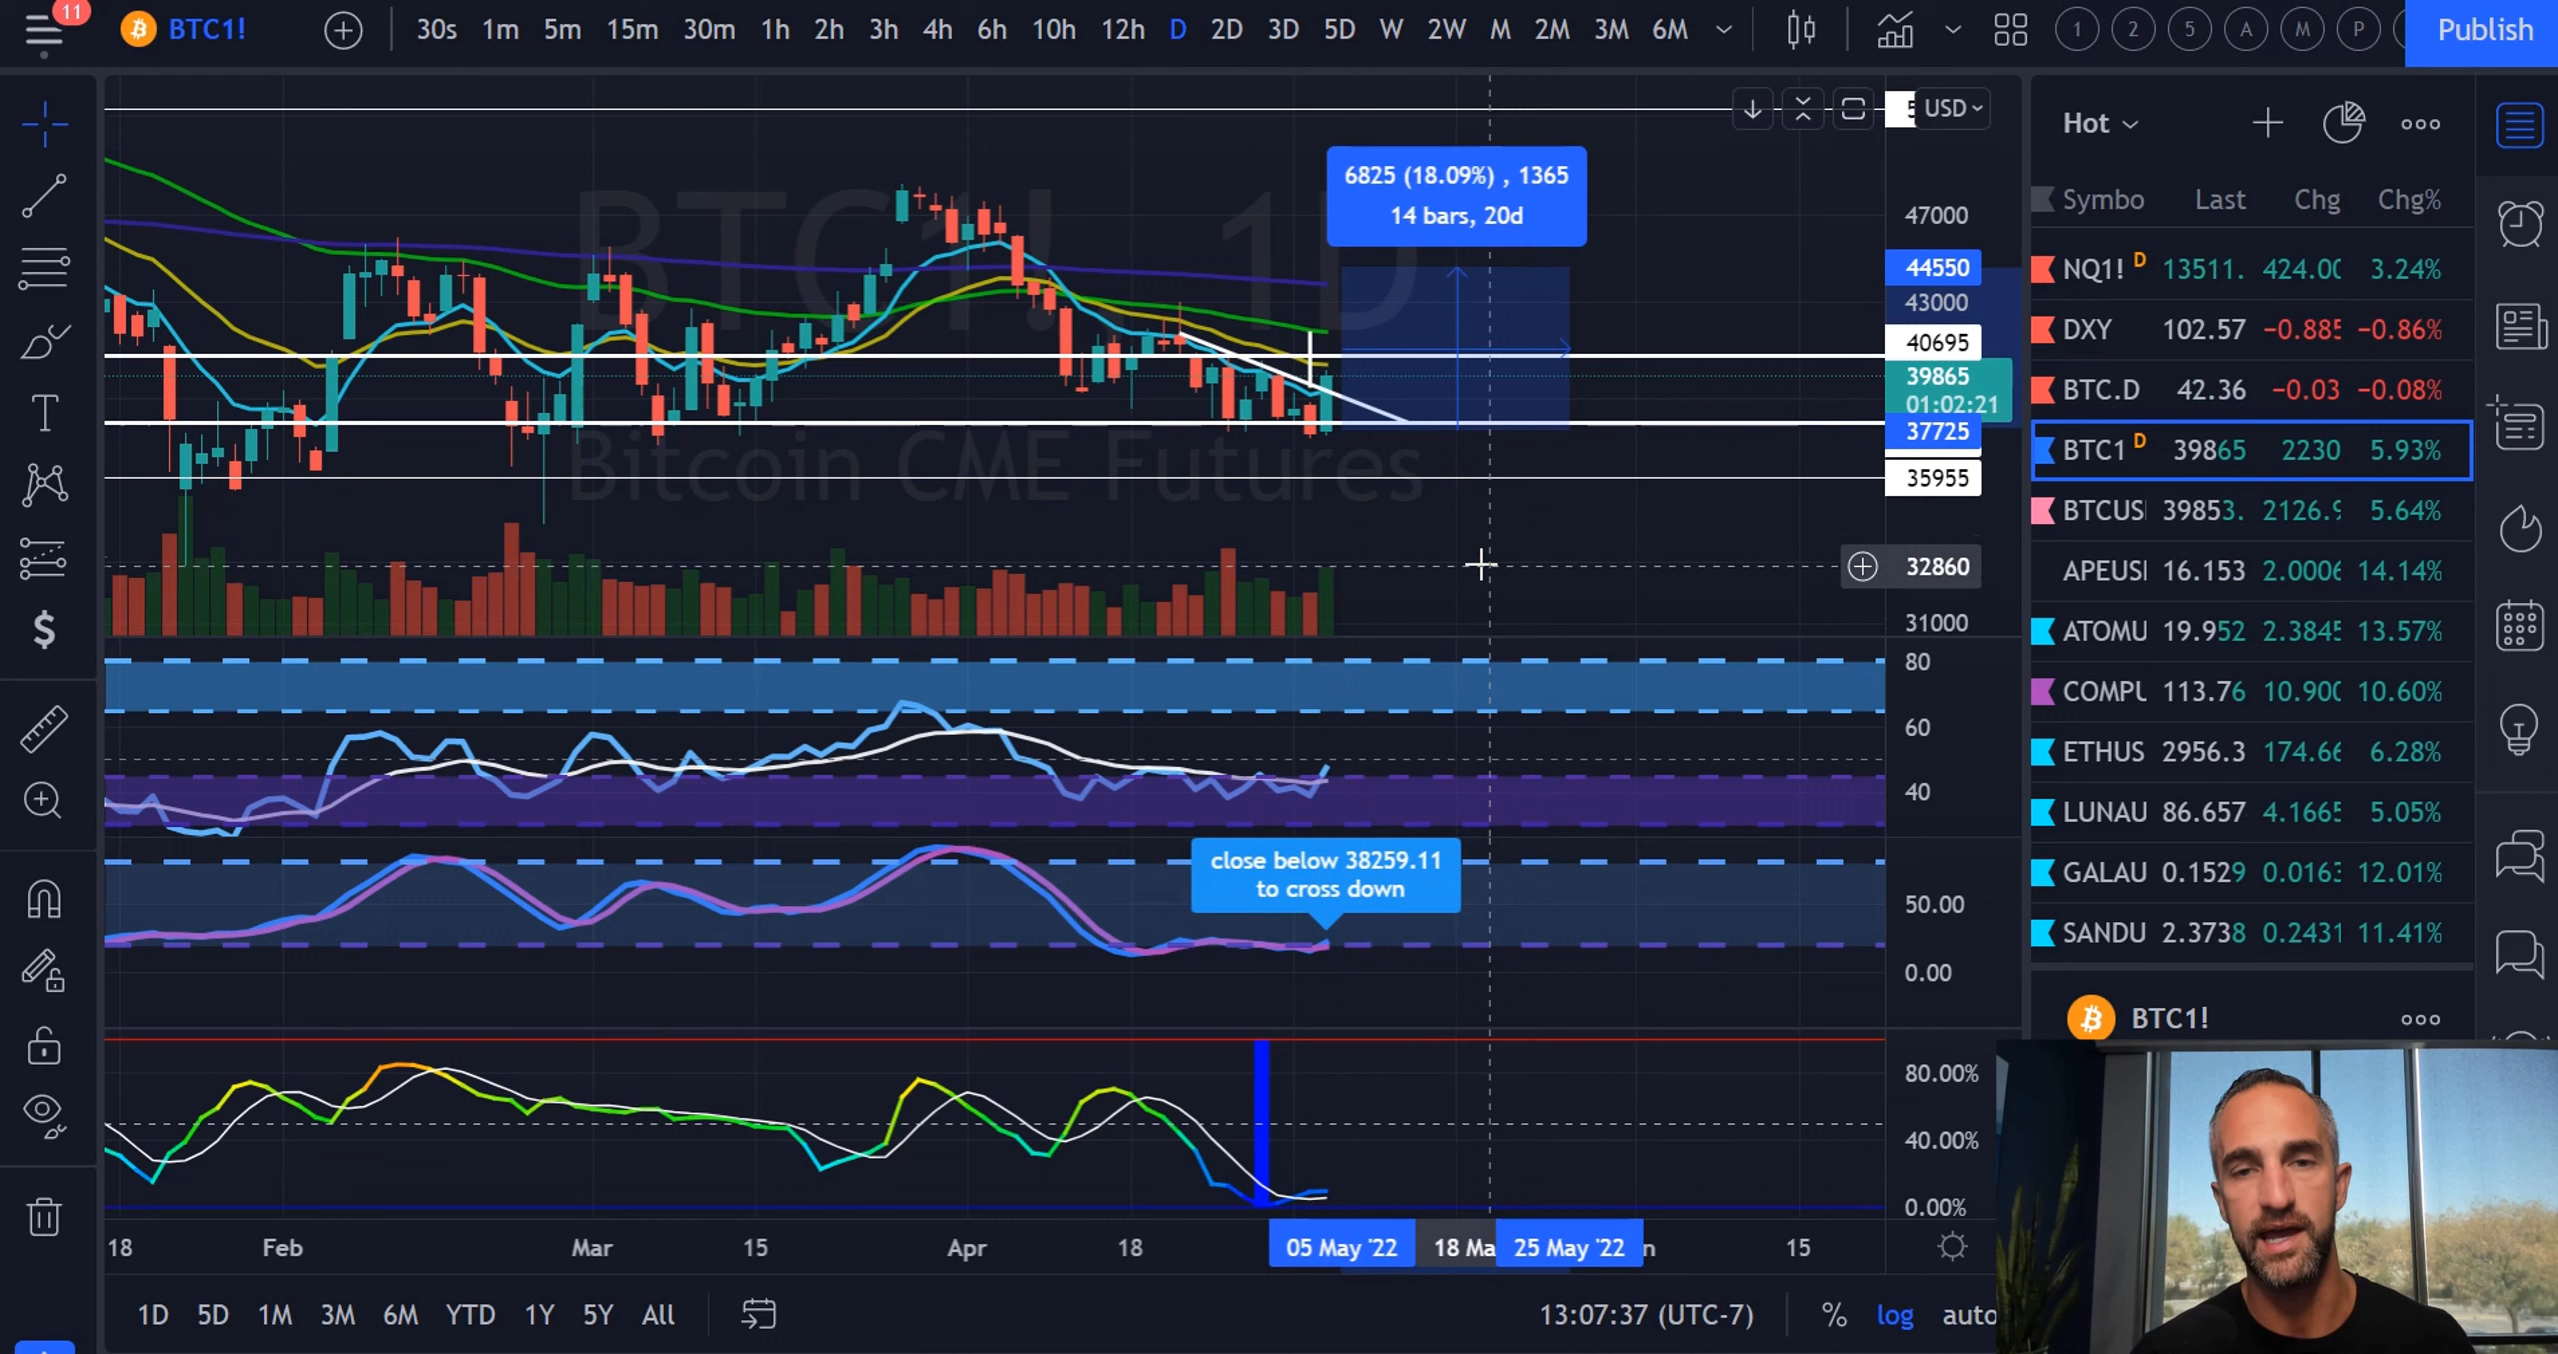 11
BTC1!
30s 1m 5m 15m 30m 1h 2h 3h 4h 6h 10h 12h D 2D 3D 5D W 2W M 2M 3M 6M
1 2 5 A M P
Publish
USD
Hot
Symbo Last Chg Chg%
6825 (18.09%) , 1365
14 bars, 20d
BTC1! 1D
Bitcoin CME Futures
47000
44550
43000
40695
39865
01:02:21
37725
35955
32860
31000
NQ1! D 13511. 424.00 3.24%
DXY 102.57 −0.885 −0.86%
BTC.D 42.36 −0.03 −0.08%
BTC1 D 39865 2230 5.93%
BTCUS 39853. 2126.9 5.64%
APEUSI 16.153 2.0006 14.14%
ATOMU 19.952 2.3845 13.57%
COMPU 113.76 10.900 10.60%
ETHUS 2956.3 174.66 6.28%
LUNAU 86.657 4.1665 5.05%
GALAU 0.1529 0.0163 12.01%
SANDU 2.3738 0.2431 11.41%
BTC1!
80
60
40
close below 38259.11
to cross down
50.00
0.00
80.00%
40.00%
0.00%
18 Feb Mar 15 Apr 18 05 May '22 18 Ma 25 May '22 n 15
1D 5D 1M 3M 6M YTD 1Y 5Y All
13:07:37 (UTC-7) % log auto